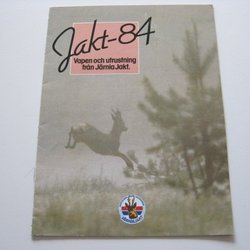 Jakt-84
Vapen och utrustning
från Järnia Jakt.